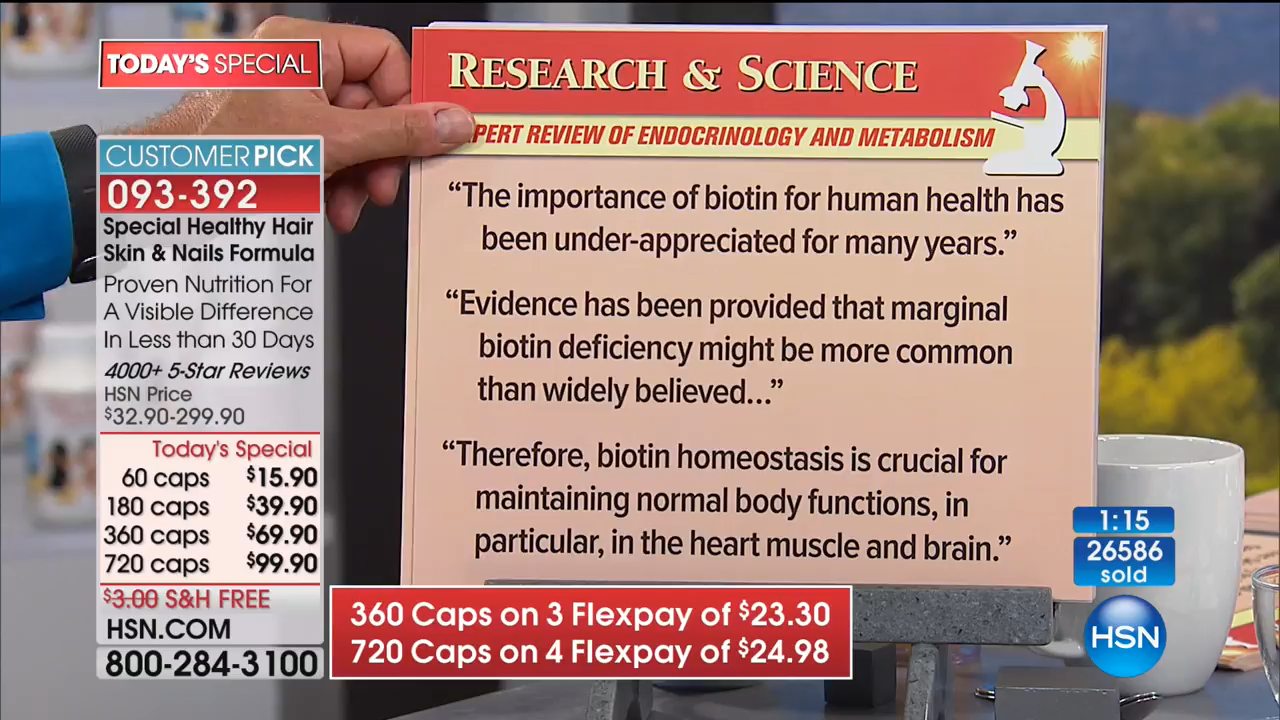 TODAY'S SPECIAL
CUSTOMER PICK
093-392
Special Healthy Hair
Skin & Nails Formula
Proven Nutrition For
A Visible Difference
In Less than 30 Days
4000+ 5-Star Reviews
HSN Price
$32.90-299.90
Today's Special
60 caps $15.90
180 caps $39.90
360 caps $69.90
720 caps $99.90
$3.00 S&H FREE
HSN.COM
800-284-3100
RESEARCH & SCIENCE
PERT REVIEW OF ENDOCRINOLOGY AND METABOLISM
“The importance of biotin for human health has
been under-appreciated for many years.”
“Evidence has been provided that marginal
biotin deficiency might be more common
than widely believed...”
“Therefore, biotin homeostasis is crucial for
maintaining normal body functions, in
particular, in the heart muscle and brain.”
360 Caps on 3 Flexpay of $23.30
720 Caps on 4 Flexpay of $24.98
1:15
26586
sold
HSN